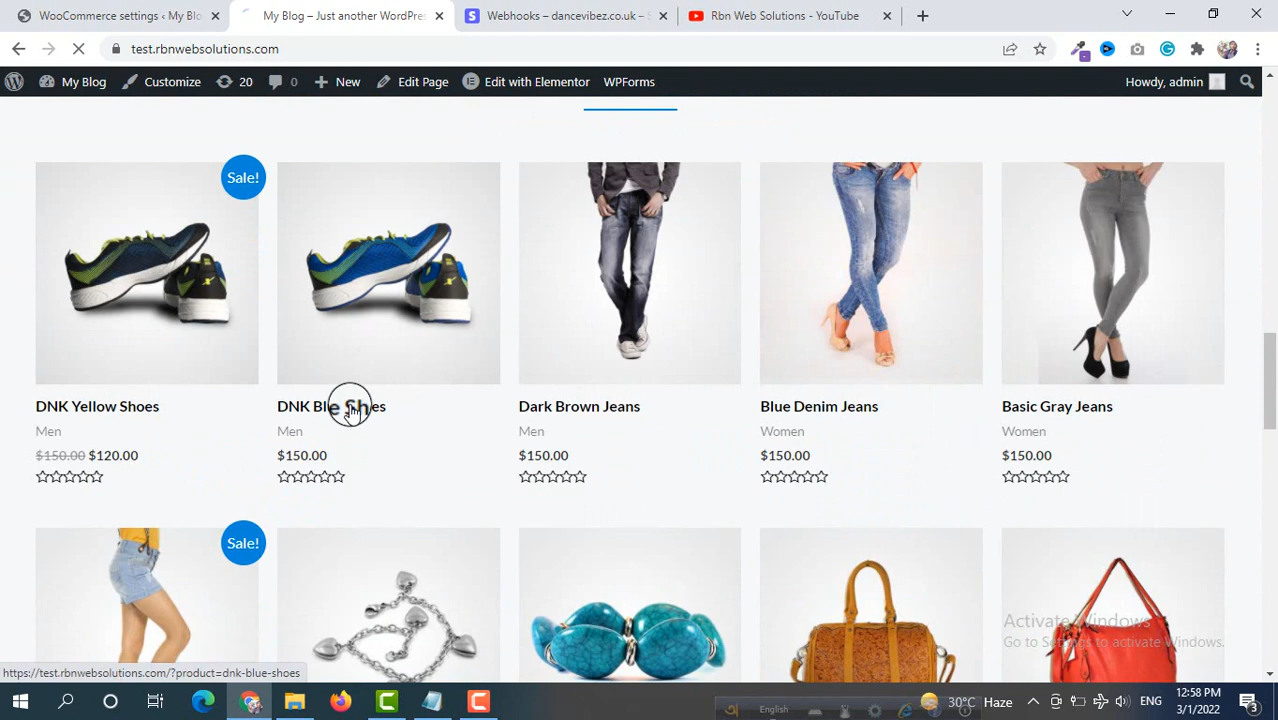 WooCommerce settings ‹ My Blo
My Blog – Just another WordPres
Webhooks – dancevibez.co.uk – S
Rbn Web Solutions - YouTube
test.rbnwebsolutions.com
My Blog
Customize
20
0
New
Edit Page
Edit with Elementor
WPForms
Howdy, admin
Sale!
DNK Yellow Shoes
DNK Blue Shoes
Dark Brown Jeans
Blue Denim Jeans
Basic Gray Jeans
Men
Men
Men
Women
Women
$150.00 $120.00
$150.00
$150.00
$150.00
$150.00
Sale!
Activate Windows
Go to Settings to activate Windows.
https://test.rbnwebsolutions.com/?product=dnk-blue-shoes
English
30°C Haze
ENG
12:58 PM
3/1/2022
3